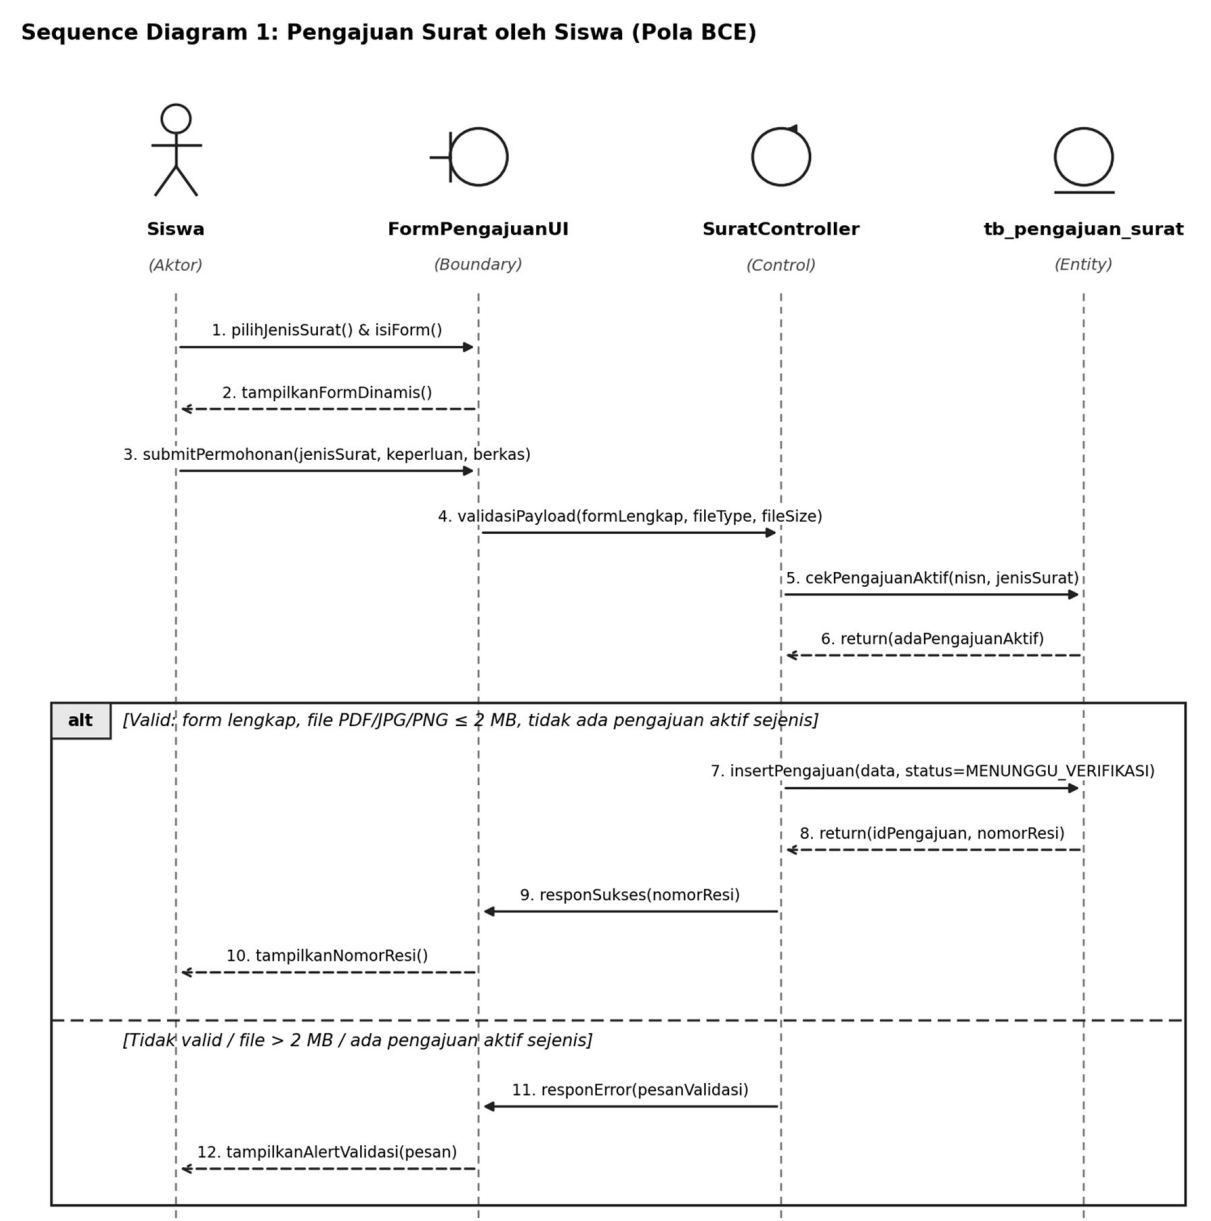 Sequence Diagram 1: Pengajuan Surat oleh Siswa (Pola BCE)
Siswa
FormPengajuanUI
SuratController
tb_pengajuan_surat
(Aktor)
(Boundary)
(Control)
(Entity)
1. pilihJenisSurat() & isiForm()
2. tampilkanFormDinamis()
3. submitPermohonan(jenisSurat, keperluan, berkas)
4. validasiPayload(formLengkap, fileType, fileSize)
5. cekPengajuanAktif(nisn, jenisSurat)
6. return(adaPengajuanAktif)
alt
[Valid: form lengkap, file PDF/JPG/PNG ≤ 2 MB, tidak ada pengajuan aktif sejenis]
7. insertPengajuan(data, status=MENUNGGU_VERIFIKASI)
8. return(idPengajuan, nomorResi)
9. responSukses(nomorResi)
10. tampilkanNomorResi()
[Tidak valid / file > 2 MB / ada pengajuan aktif sejenis]
11. responError(pesanValidasi)
12. tampilkanAlertValidasi(pesan)